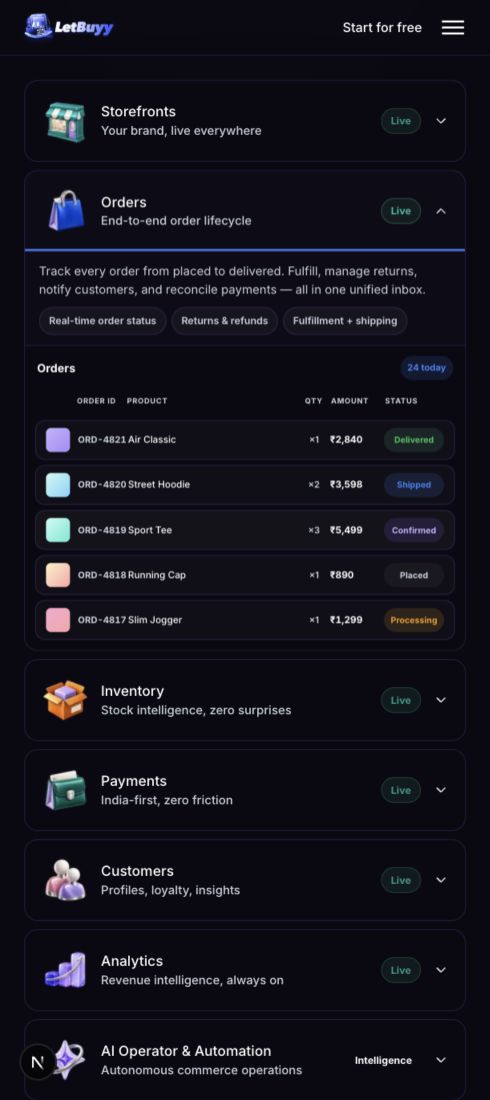 LetBuyy
Start for free
Storefronts
Your brand, live everywhere
Live
Orders
End-to-end order lifecycle
Live
Track every order from placed to delivered. Fulfill, manage returns,
notify customers, and reconcile payments — all in one unified inbox.
Real-time order status Returns & refunds Fulfillment + shipping
Orders 24 today
ORDER ID PRODUCT QTY AMOUNT STATUS
ORD-4821 Air Classic ×1 ₹2,840 Delivered
ORD-4820 Street Hoodie ×2 ₹3,598 Shipped
ORD-4819 Sport Tee ×3 ₹5,499 Confirmed
ORD-4818 Running Cap ×1 ₹890 Placed
ORD-4817 Slim Jogger ×1 ₹1,299 Processing
Inventory
Stock intelligence, zero surprises
Live
Payments
India-first, zero friction
Live
Customers
Profiles, loyalty, insights
Live
Analytics
Revenue intelligence, always on
Live
N
AI Operator & Automation
Autonomous commerce operations
Intelligence